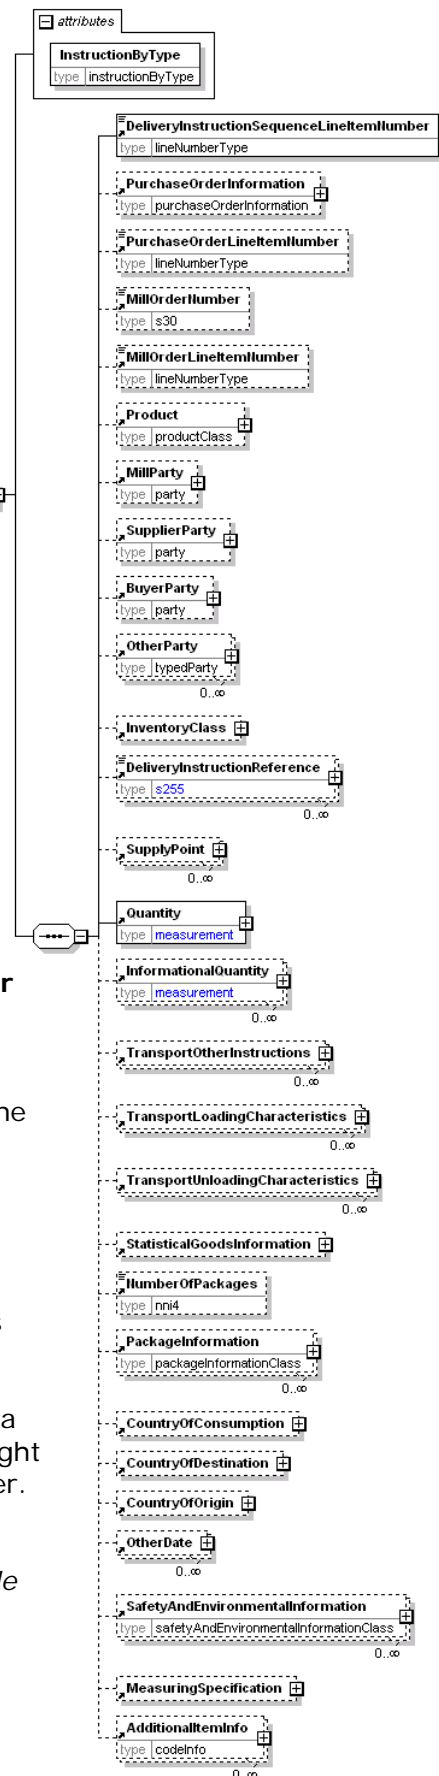 attributes
InstructionByType
type instructionByType
DeliveryInstructionSequenceLineItemNumber
type lineNumberType
PurchaseOrderInformation
type purchaseOrderInformation
PurchaseOrderLineItemNumber
type lineNumberType
MillOrderNumber
type s30
MillOrderLineItemNumber
type lineNumberType
Product
type productClass
MillParty
type party
SupplierParty
type party
BuyerParty
type party
OtherParty
type typedParty
0..∞
InventoryClass
DeliveryInstructionReference
type s255
0..∞
SupplyPoint
0..∞
Quantity
type measurement
r
InformationalQuantity
type measurement
0..∞
TransportOtherInstructions
0..∞
ne
TransportLoadingCharacteristics
0..∞
TransportUnloadingCharacteristics
0..∞
StatisticalGoodsInformation
NumberOfPackages
type nni4
s
PackageInformation
type packageInformationClass
0..∞
a
CountryOfConsumption
ght
er.
CountryOfDestination
CountryOfOrigin
OtherDate
0..∞
le
SafetyAndEnvironmentalInformation
type safetyAndEnvironmentalInformationClass
0..∞
MeasuringSpecification
AdditionalItemInfo
type codeInfo
0..∞